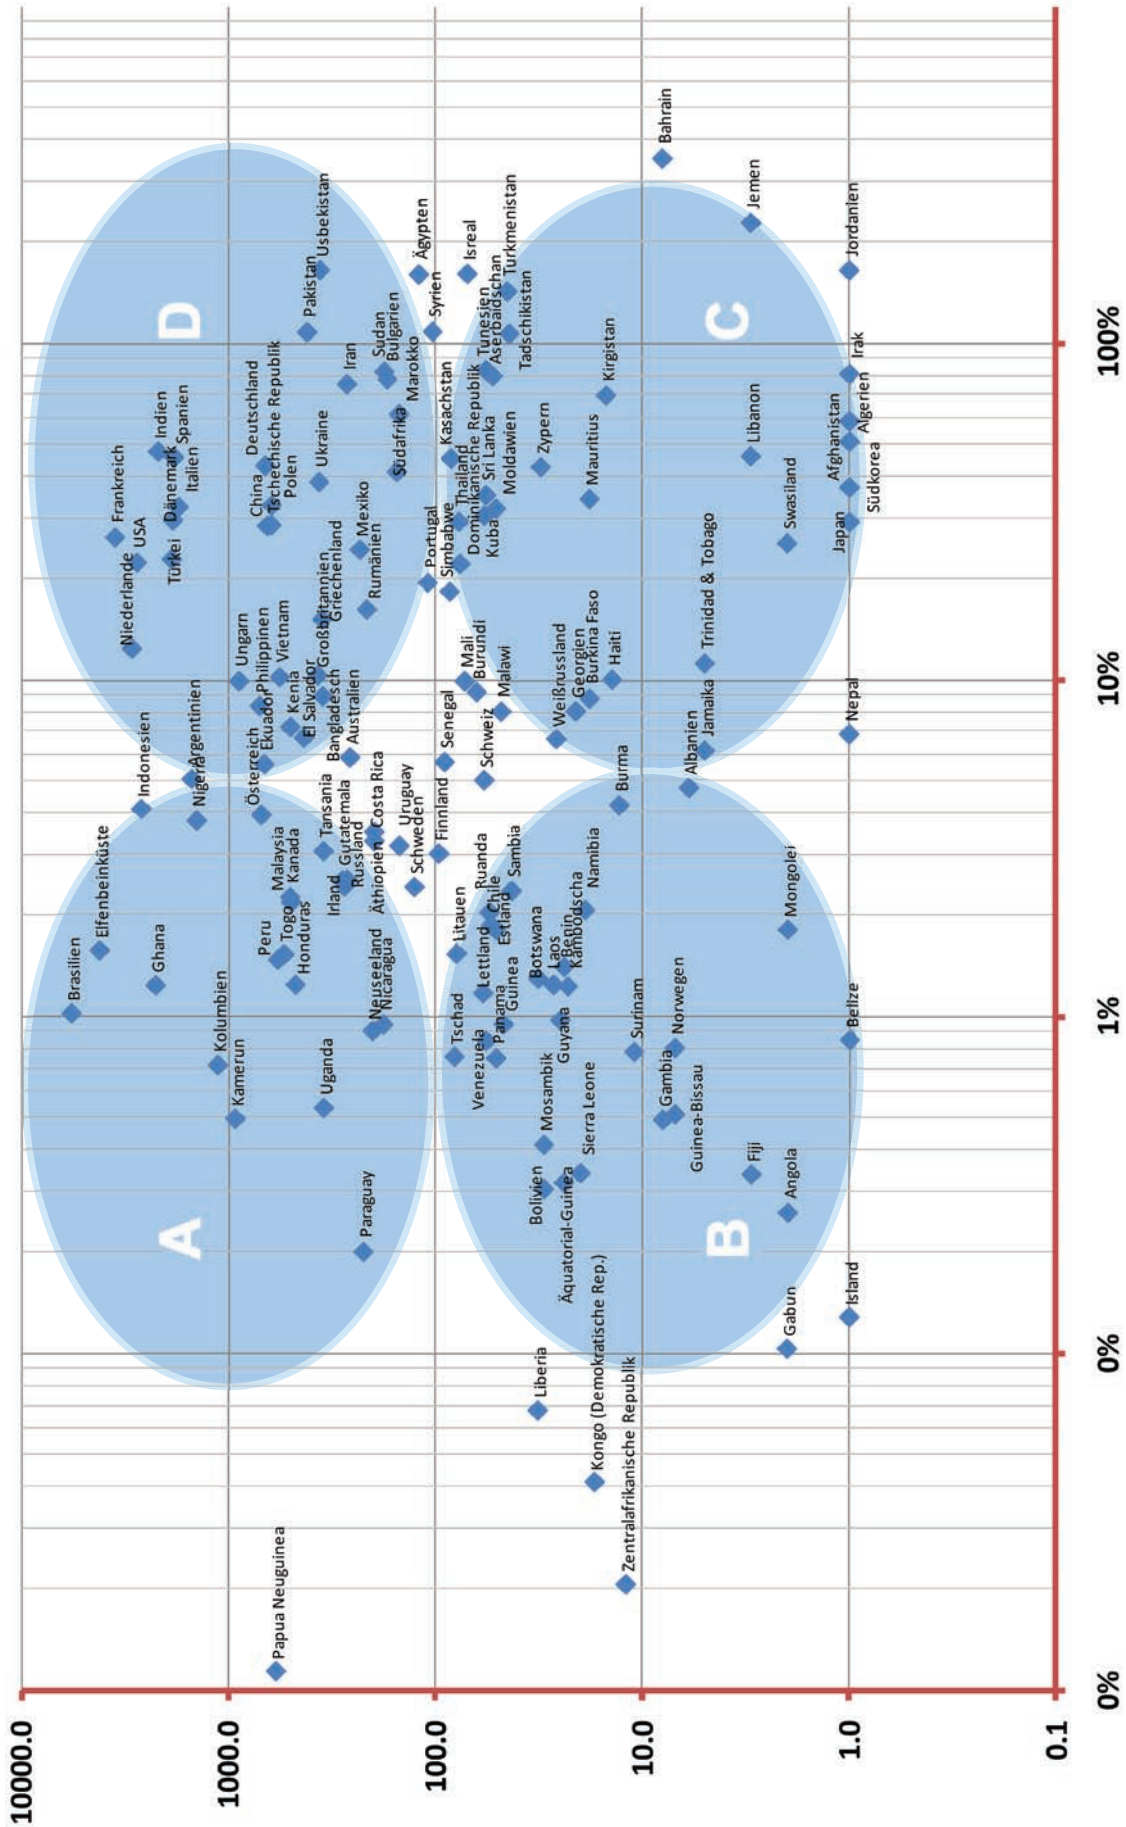 10000.0
1000.0
100.0
10.0
1.0
0.1
0%
0%
1%
10%
100%
A
B
C
D
Papua Neuguinea
Brasilien
Elfenbeinküste
Ghana
Kolumbien
Kamerun
Peru
Togo
Honduras
Malaysia
Kanada
Uganda
Paraguay
Neuseeland
Nicaragua
Irland
Gutatemala
Russland
Tansania
Äthiopien
Costa Rica
Uruguay
Schweden
Finnland
Indonesien
Argentinien
Nigeria
Österreich
Ekuador
Philippinen
Ungarn
Vietnam
Kenia
El Salvador
Bangladesch
Großbritannien
Griechenland
Australien
Niederlande
USA
Frankreich
Türkei
Dänemark
Italien
Indien
Spanien
China
Tschechische Republik
Polen
Deutschland
Ukraine
Mexiko
Rumänien
Pakistan
Usbekistan
Iran
Sudan
Bulgarien
Marokko
Südafrika
Ägypten
Syrien
Isreal
Portugal
Simbabwe
Kasachstan
Thailand
Dominikanische Republik
Kuba
Sri Lanka
Moldawien
Tunesien
Aserbaidschan
Turkmenistan
Tadschikistan
Zypern
Kirgistan
Mauritius
Bahrain
Jemen
Jordanien
Libanon
Irak
Algerien
Afghanistan
Südkorea
Japan
Swasiland
Trinidad & Tobago
Jamaika
Albanien
Nepal
Mali
Burundi
Malawi
Senegal
Schweiz
Weißrussland
Georgien
Burkina Faso
Haiti
Burma
Litauen
Ruanda
Chile
Estland
Sambia
Lettland
Tschad
Venezuela
Panama
Guinea
Botswana
Laos
Benin
Kambodscha
Namibia
Guyana
Mosambik
Sierra Leone
Bolivien
Äquatorial-Guinea
Surinam
Norwegen
Gambia
Guinea-Bissau
Mongolei
Belize
Fiji
Angola
Gabun
Island
Liberia
Kongo (Demokratische Rep.)
Zentralafrikanische Republik